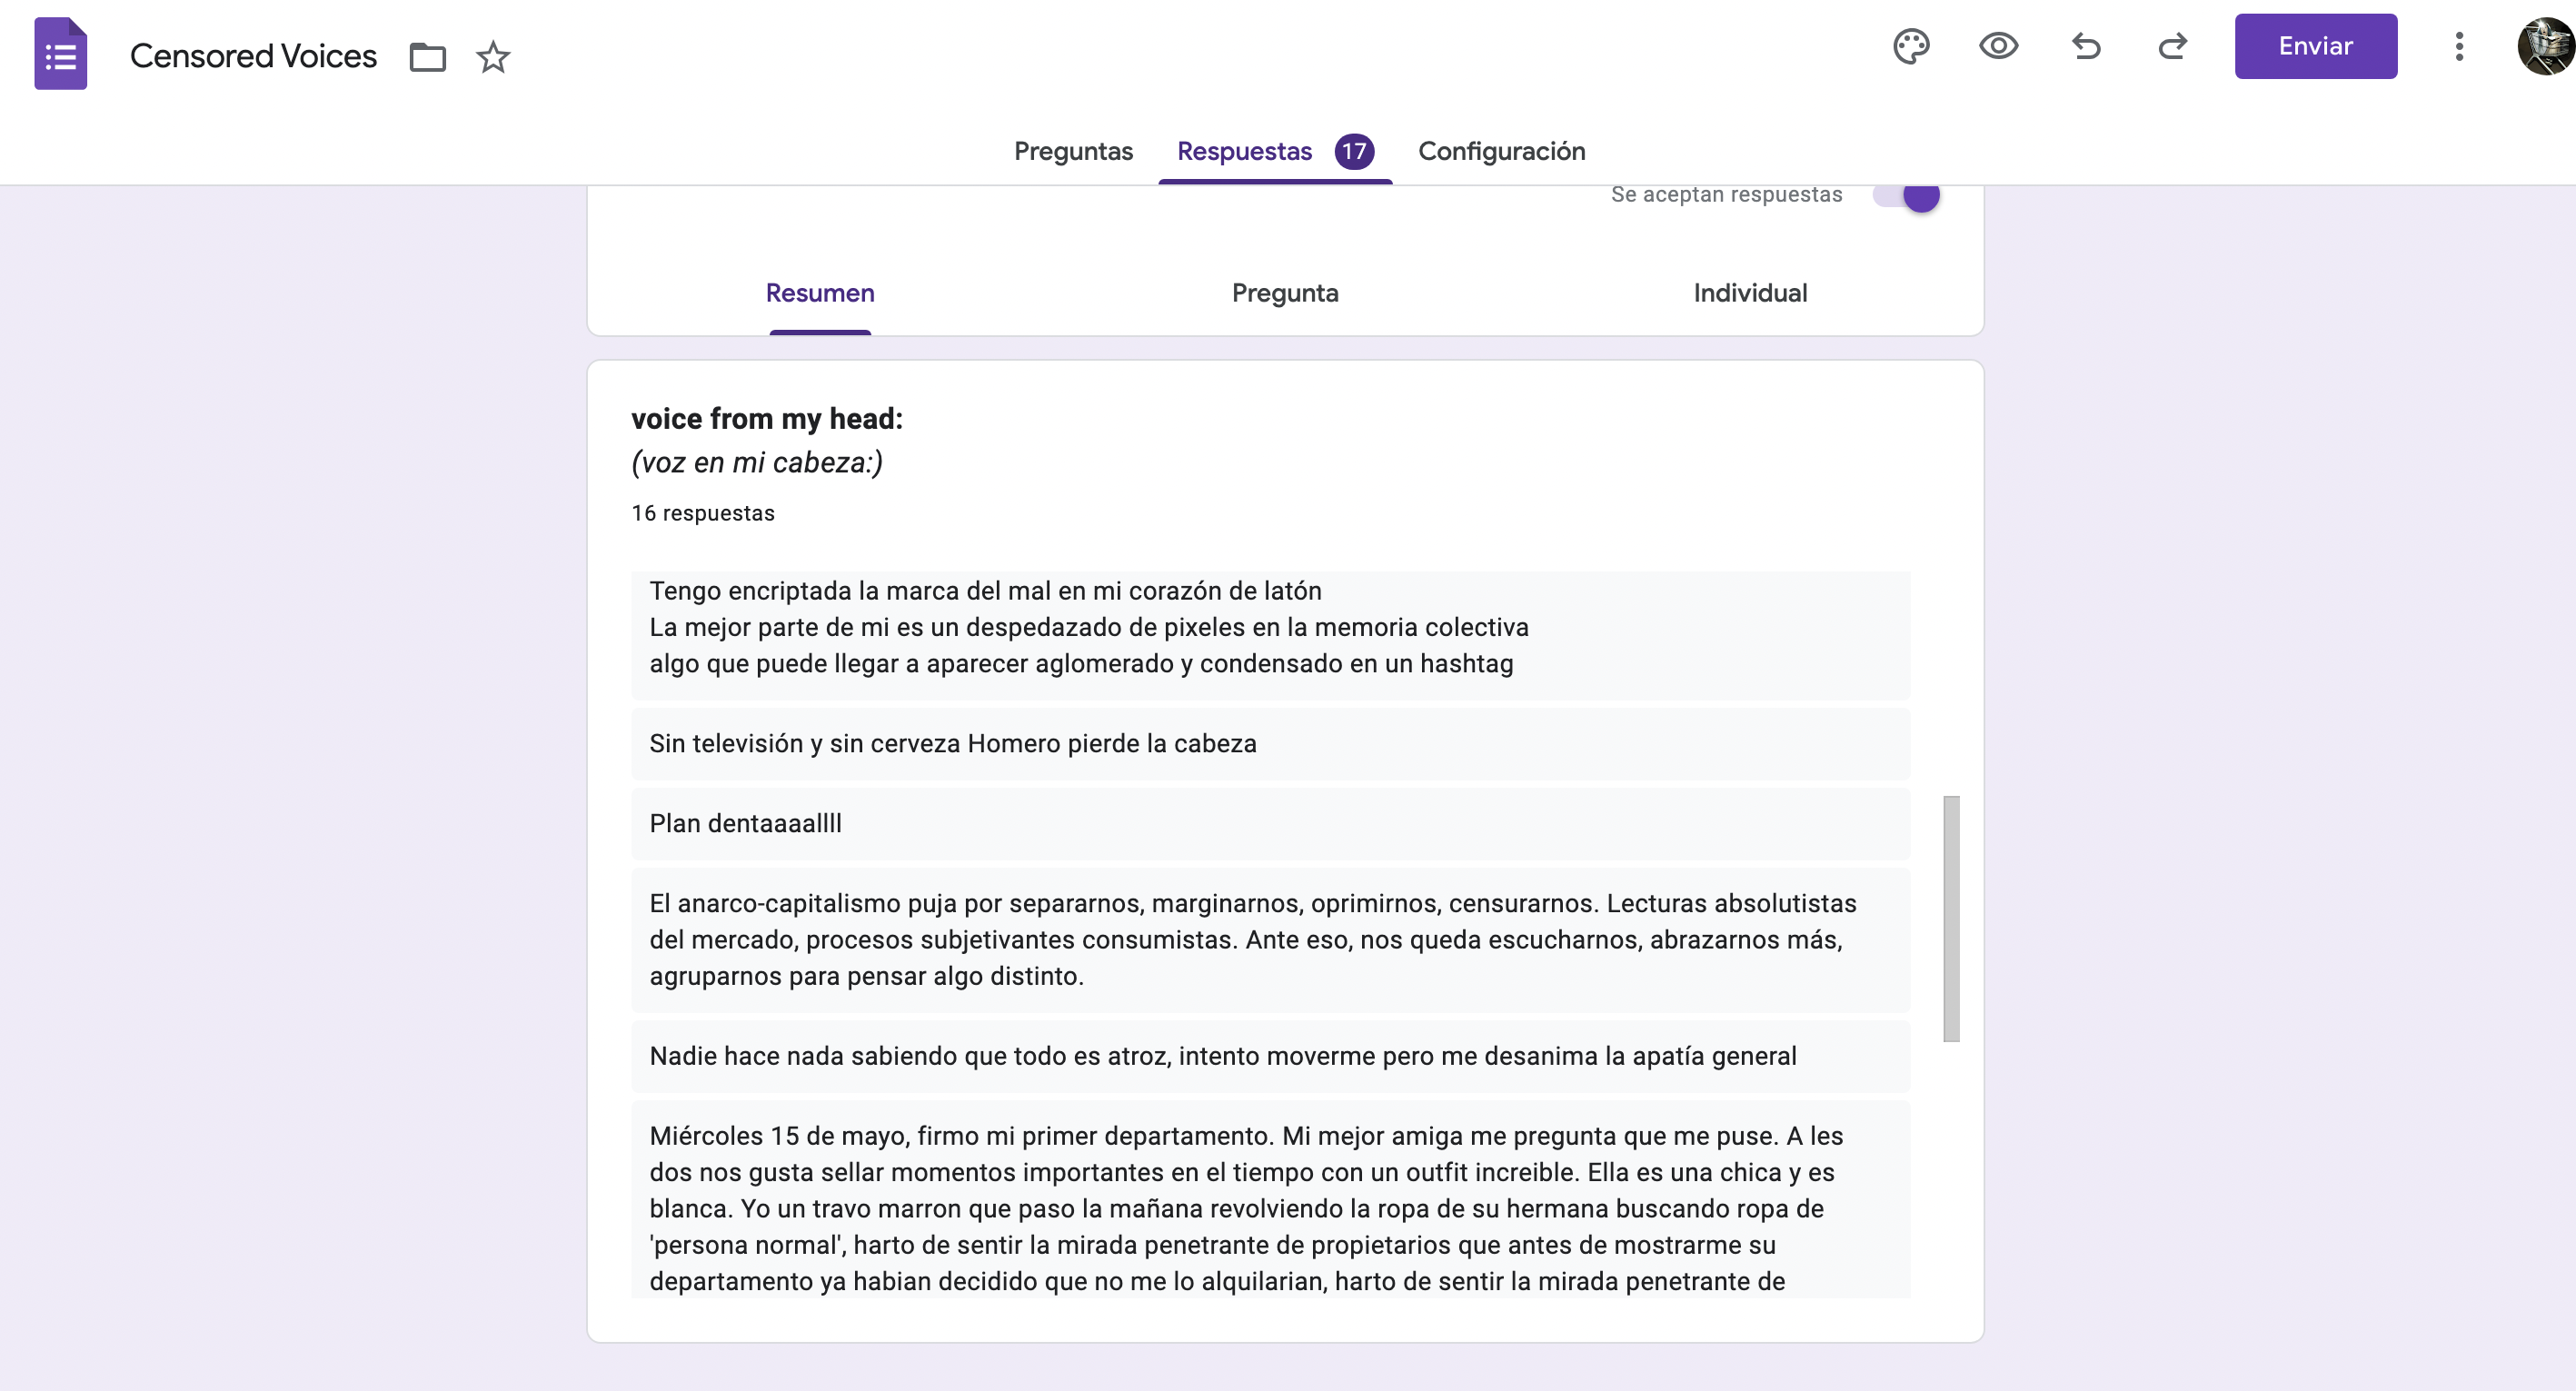 Censored Voices
Enviar
Preguntas
Respuestas 17
Configuración
Se aceptan respuestas
Resumen
Pregunta
Individual
voice from my head:
(voz en mi cabeza:)
16 respuestas
Tengo encriptada la marca del mal en mi corazón de latón
La mejor parte de mi es un despedazado de pixeles en la memoria colectiva
algo que puede llegar a aparecer aglomerado y condensado en un hashtag
Sin televisión y sin cerveza Homero pierde la cabeza
Plan dentaaaallll
El anarco-capitalismo puja por separarnos, marginarnos, oprimirnos, censurarnos. Lecturas absolutistas
del mercado, procesos subjetivantes consumistas. Ante eso, nos queda escucharnos, abrazarnos más,
agruparnos para pensar algo distinto.
Nadie hace nada sabiendo que todo es atroz, intento moverme pero me desanima la apatía general
Miércoles 15 de mayo, firmo mi primer departamento. Mi mejor amiga me pregunta que me puse. A les
dos nos gusta sellar momentos importantes en el tiempo con un outfit increible. Ella es una chica y es
blanca. Yo un travo marron que paso la mañana revolviendo la ropa de su hermana buscando ropa de
'persona normal', harto de sentir la mirada penetrante de propietarios que antes de mostrarme su
departamento ya habian decidido que no me lo alquilarian, harto de sentir la mirada penetrante de